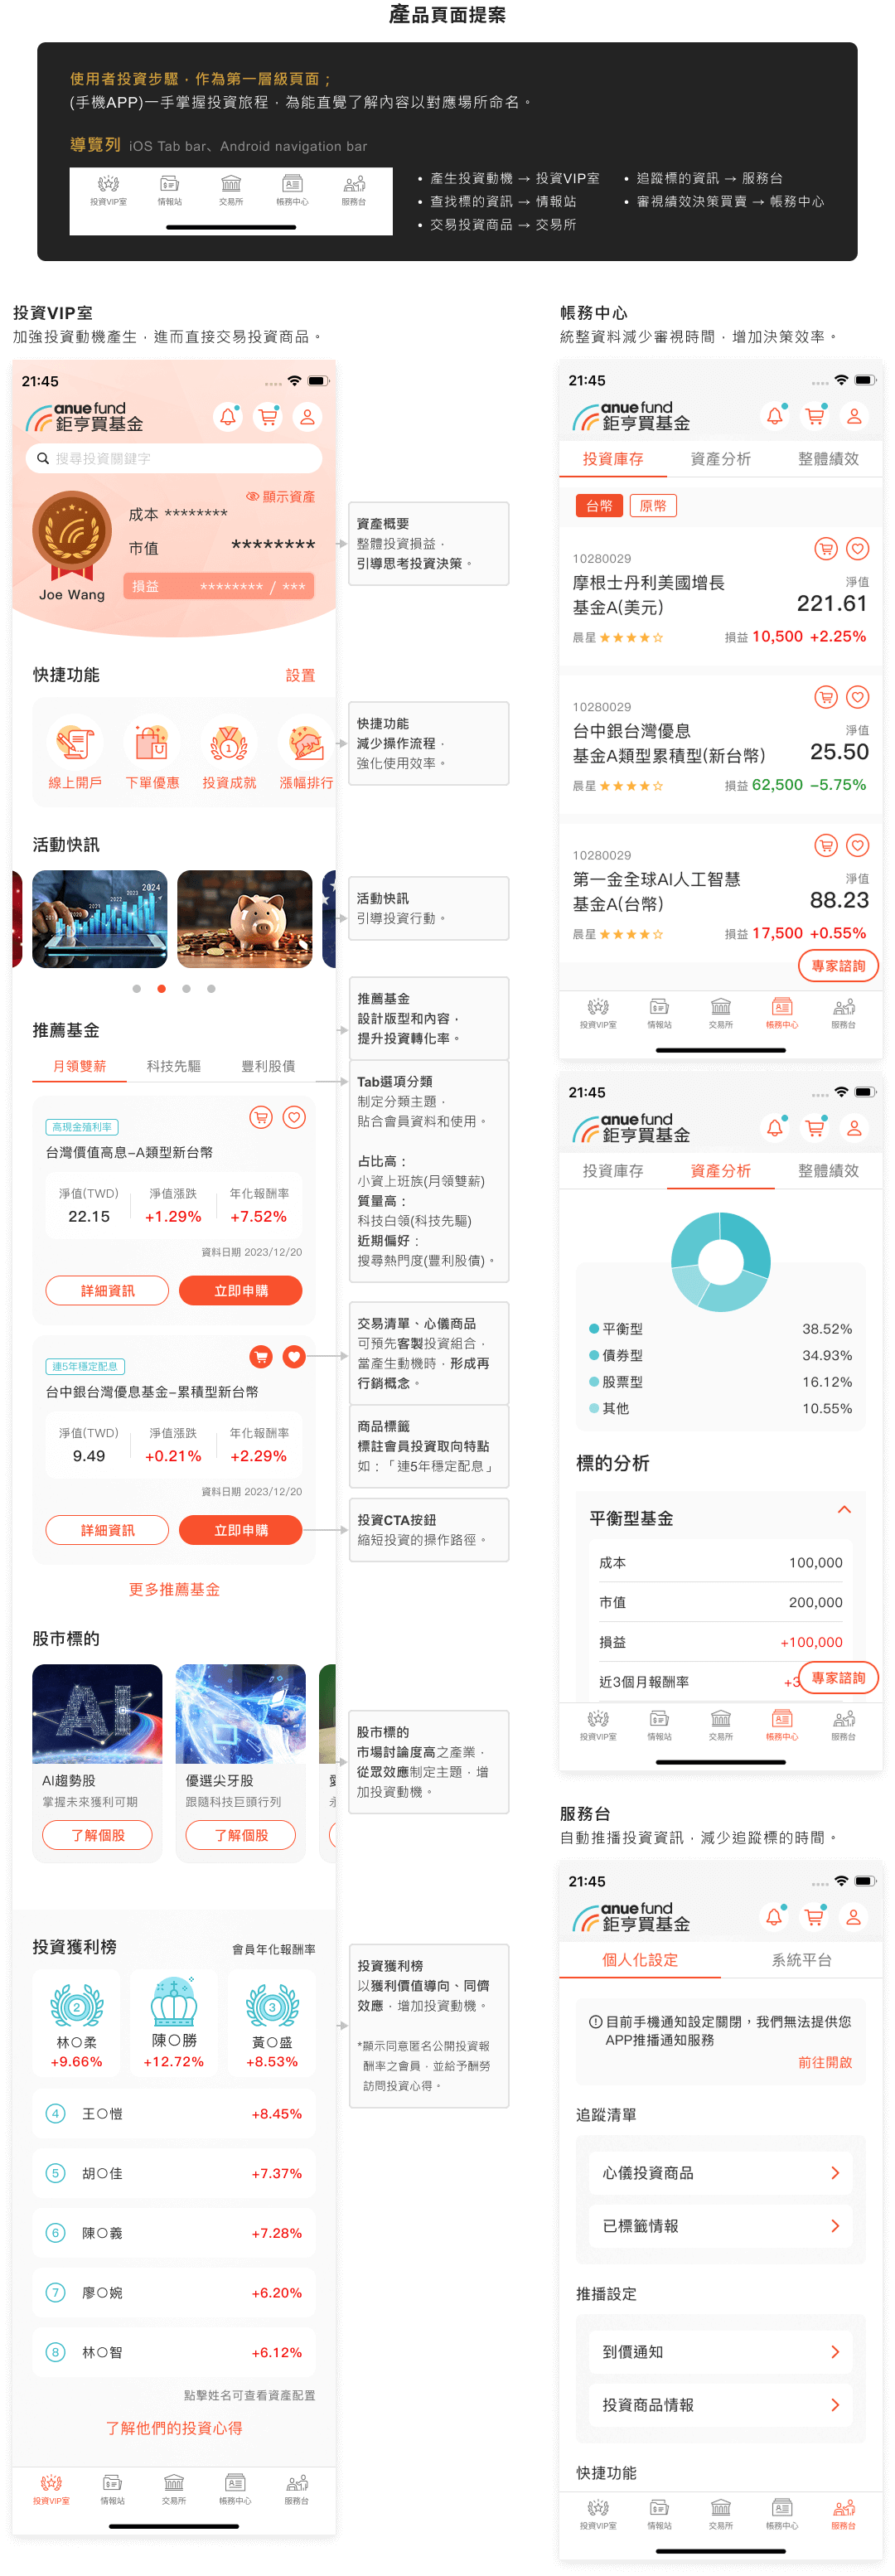 產品頁面提案
使用者投資步驟，作為第一層級頁面；
(手機APP)一手掌握投資旅程，為能直覺了解內容以對應場所命名。
導覽列 iOS Tab bar、Android navigation bar
投資VIP室 情報站 交易所 帳務中心 服務台
• 產生投資動機 → 投資VIP室
• 查找標的資訊 → 情報站
• 交易投資商品 → 交易所
• 追蹤標的資訊 → 服務台
• 審視績效決策買賣 → 帳務中心
投資VIP室
加強投資動機產生，進而直接交易投資商品。
21:45
anue fund
鉅亨買基金
搜尋投資關鍵字
顯示資產
成本 ********
市值 ********
Joe Wang
損益 ******** / ***
快捷功能 設置
線上開戶 下單優惠 投資成就 漲幅排行
活動快訊
2024
推薦基金
月領雙薪 科技先驅 豐利股債
高現金殖利率
台灣價值高息-A類型新台幣
淨值(TWD) 淨值漲跌 年化報酬率
22.15 +1.29% +7.52%
資料日期 2023/12/20
詳細資訊 立即申購
連5年穩定配息
台中銀台灣優息基金-累積型新台幣
淨值(TWD) 淨值漲跌 年化報酬率
9.49 +0.21% +2.29%
資料日期 2023/12/20
詳細資訊 立即申購
更多推薦基金
股市標的
AI
AI趨勢股 優選尖牙股
掌握未來獲利可期 跟隨科技巨頭行列
了解個股 了解個股
投資獲利榜 會員年化報酬率
2 1 3
林〇柔 陳〇勝 黃〇盛
+9.66% +12.72% +8.53%
4 王〇愷 +8.45%
5 胡〇佳 +7.37%
6 陳〇義 +7.28%
7 廖〇婉 +6.20%
8 林〇智 +6.12%
點擊姓名可查看資產配置
了解他們的投資心得
投資VIP室 情報站 交易所 帳務中心 服務台
資產概要
整體投資損益，
引導思考投資決策。
快捷功能
減少操作流程，
強化使用效率。
活動快訊
引導投資行動。
推薦基金
設計版型和內容，
提升投資轉化率。
Tab選項分類
制定分類主題，
貼合會員資料和使用。
占比高：
小資上班族(月領雙薪)
質量高：
科技白領(科技先驅)
近期偏好：
搜尋熱門度(豐利股債)。
交易清單、心儀商品
可預先客製投資組合，
當產生動機時，形成再
行銷概念。
商品標籤
標註會員投資取向特點
如：「連5年穩定配息」
投資CTA按鈕
縮短投資的操作路徑。
股市標的
市場討論度高之產業，
從眾效應制定主題，增
加投資動機。
投資獲利榜
以獲利價值導向、同儕
效應，增加投資動機。
*顯示同意匿名公開投資報
酬率之會員，並給予酬勞
訪問投資心得。
帳務中心
統整資料減少審視時間，增加決策效率。
21:45
anue fund
鉅亨買基金
投資庫存 資產分析 整體績效
台幣 原幣
10280029
摩根士丹利美國增長
基金A(美元)
淨值
221.61
晨星 ★★★★☆ 損益 10,500 +2.25%
10280029
台中銀台灣優息
基金A類型累積型(新台幣)
淨值
25.50
晨星 ★★★★☆ 損益 62,500 -5.75%
10280029
第一金全球AI人工智慧
基金A(台幣)
淨值
88.23
晨星 ★★★★☆ 損益 17,500 +0.55%
專家諮詢
投資VIP室 情報站 交易所 帳務中心 服務台
21:45
anue fund
鉅亨買基金
投資庫存 資產分析 整體績效
平衡型 38.52%
債券型 34.93%
股票型 16.12%
其他 10.55%
標的分析
平衡型基金
成本 100,000
市值 200,000
損益 +100,000
近3個月報酬率 +3
專家諮詢
投資VIP室 情報站 交易所 帳務中心 服務台
服務台
自動推播投資資訊，減少追蹤標的時間。
21:45
anue fund
鉅亨買基金
個人化設定 系統平台
目前手機通知設定關閉，我們無法提供您
APP推播通知服務
前往開啟
追蹤清單
心儀投資商品
已標籤情報
推播設定
到價通知
投資商品情報
快捷功能
投資VIP室 情報站 交易所 帳務中心 服務台